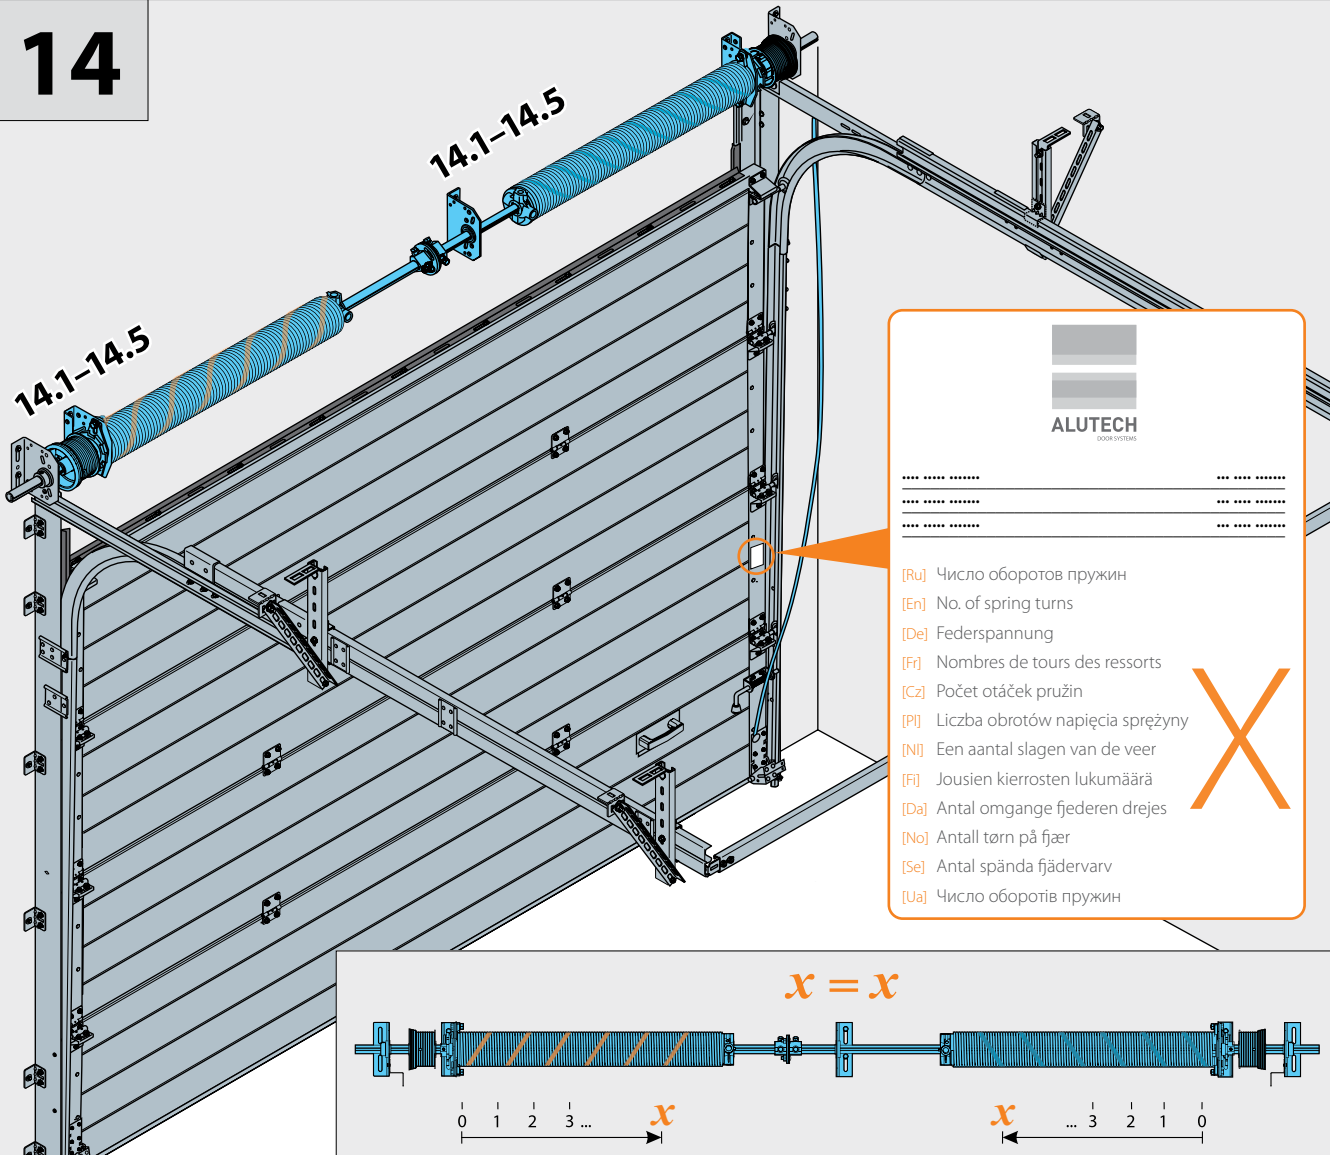 14
14.1–14.5
14.1–14.5
ALUTECH
DOOR SYSTEMS
.... ..... .......    ... .... .......
.... ..... .......    ... .... .......
.... ..... .......    ... .... .......
[Ru] Число оборотов пружин
[En] No. of spring turns
[De] Federspannung
[Fr] Nombres de tours des ressorts
[Cz] Počet otáček pružin
[Pl] Liczba obrotów napięcia sprężyny
[Nl] Een aantal slagen van de veer
[Fi] Jousien kierrosten lukumäärä
[Da] Antal omgange fjederen drejes
[No] Antall tørn på fjær
[Se] Antal spända fjädervarv
[Ua] Число оборотів пружин
X
x = x
0 1 2 3 ... x
x ... 3 2 1 0